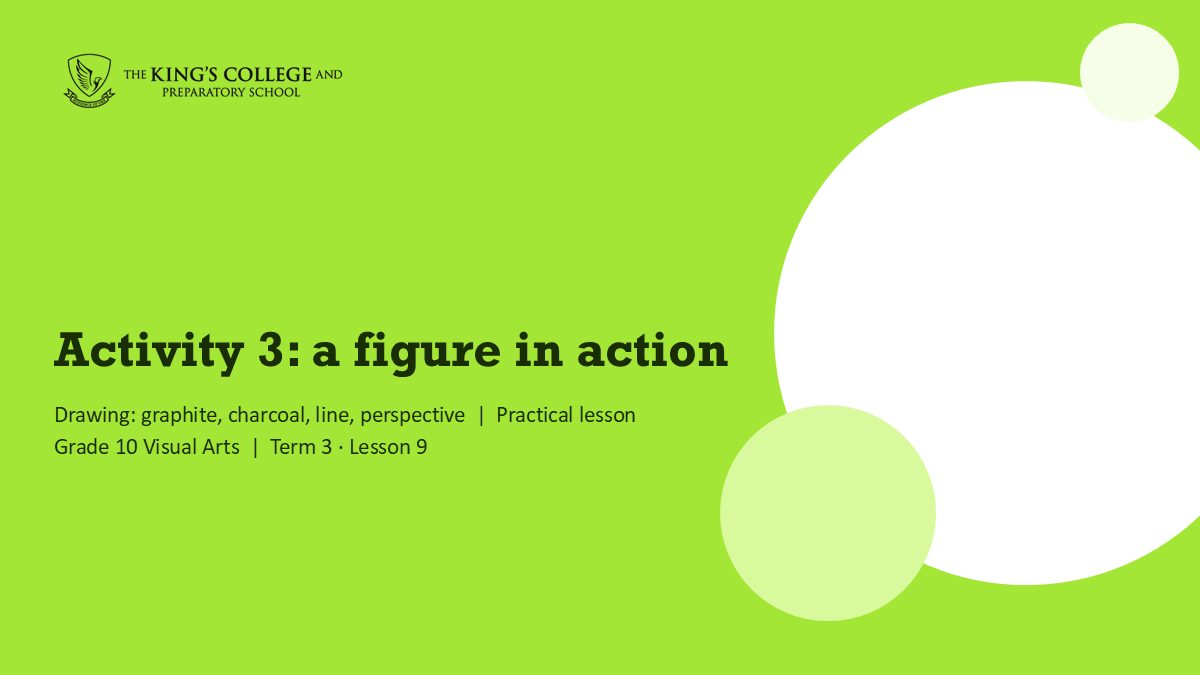 THE KING'S COLLEGE AND
PREPARATORY SCHOOL
Activity 3: a figure in action
Drawing: graphite, charcoal, line, perspective | Practical lesson
Grade 10 Visual Arts | Term 3 · Lesson 9